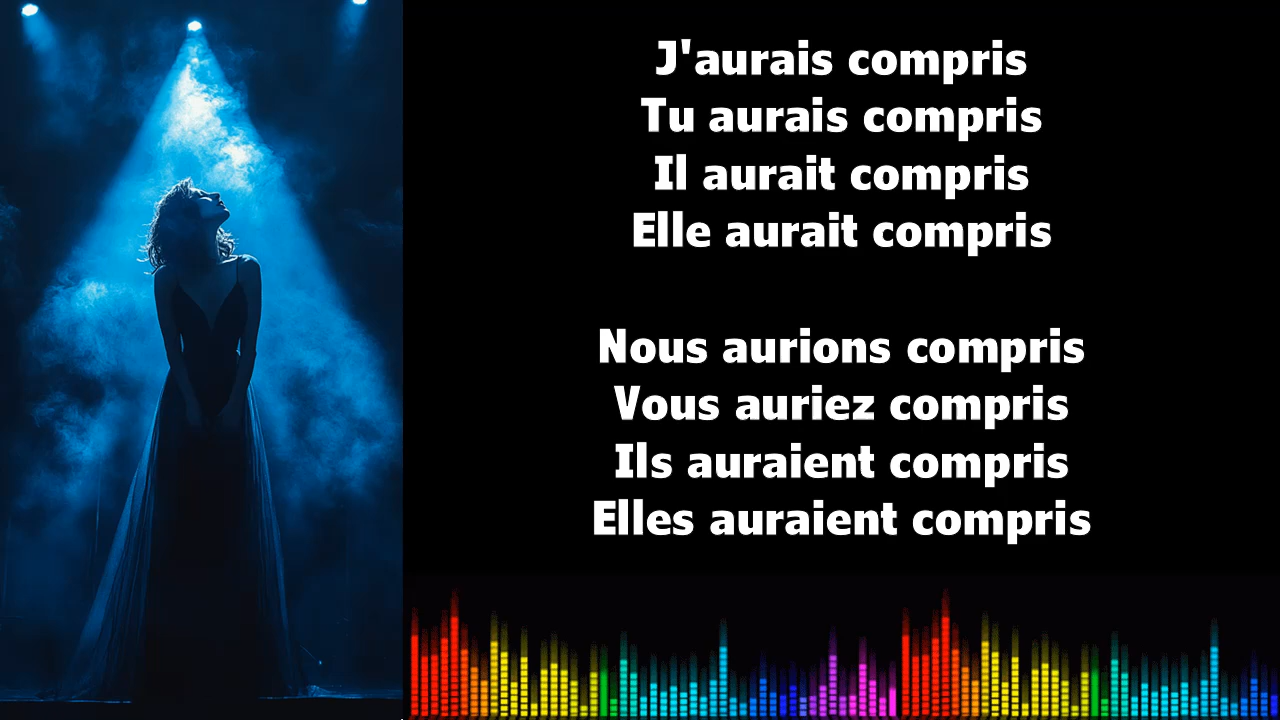 J'aurais compris
Tu aurais compris
Il aurait compris
Elle aurait compris
Nous aurions compris
Vous auriez compris
Ils auraient compris
Elles auraient compris